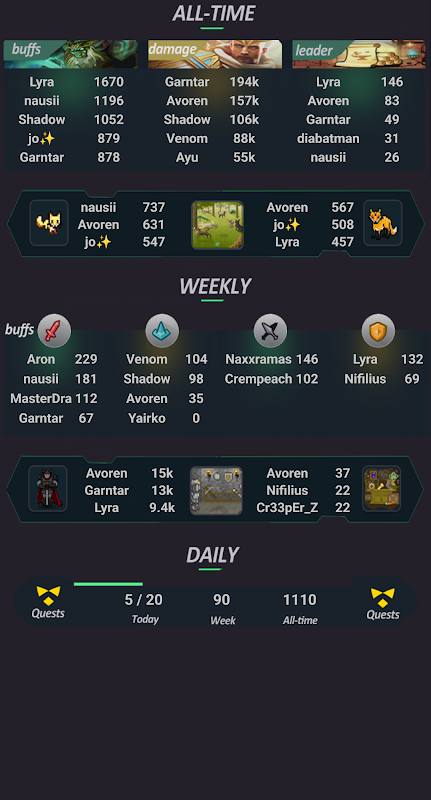 ALL-TIME
buffs damage leader
Lyra 1670 Garntar 194k Lyra 146
nausii 1196 Avoren 157k Avoren 83
Shadow 1052 Shadow 106k Garntar 49
jo✨ 879 Venom 88k diabatman 31
Garntar 878 Ayu 55k nausii 26
nausii 737 Avoren 567
Avoren 631 jo✨ 508
jo✨ 547 Lyra 457
WEEKLY
buffs
Aron 229 Venom 104 Naxxramas 146 Lyra 132
nausii 181 Shadow 98 Crempeach 102 Nifilius 69
MasterDra 112 Avoren 35
Garntar 67 Yairko 0
Avoren 15k Avoren 37
Garntar 13k Nifilius 22
Lyra 9.4k Cr33pEr_Z 22
DAILY
5 / 20 90 1110
Quests Today Week All-time Quests